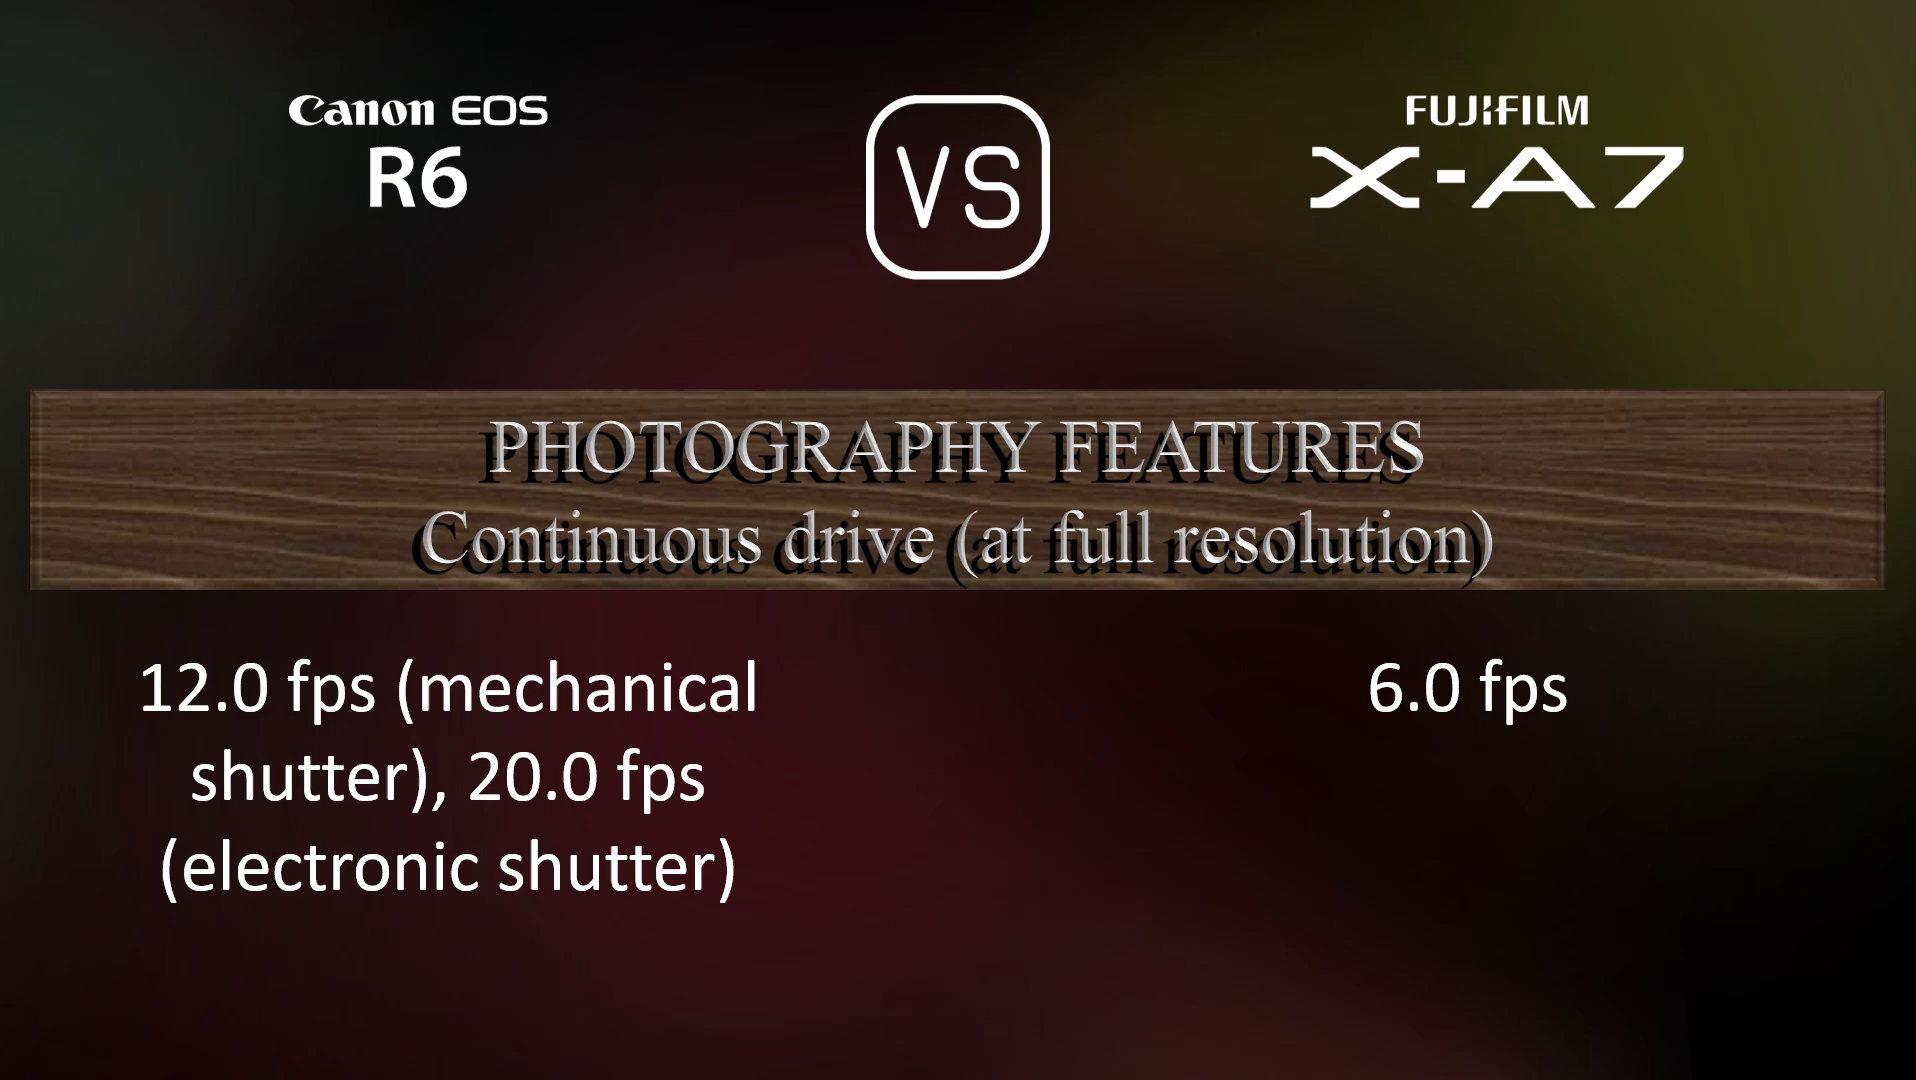 Canon EOS
R6
VS
FUJIFILM
X-A7
PHOTOGRAPHY FEATURES
Continuous drive (at full resolution)
12.0 fps (mechanical
shutter), 20.0 fps
(electronic shutter)
6.0 fps